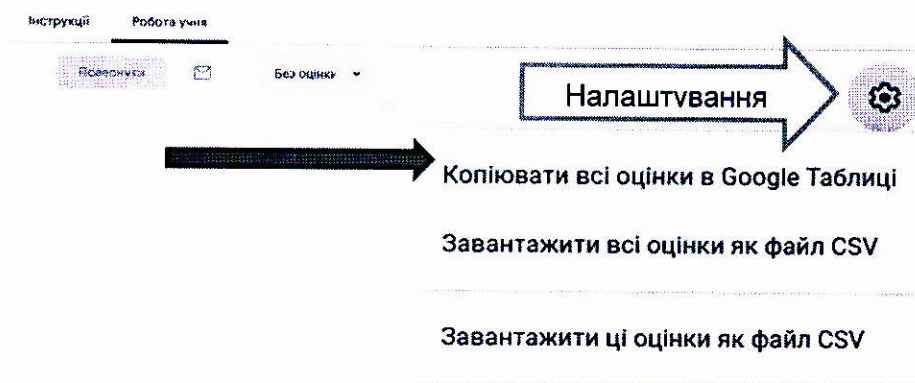 Інструкції Робота учня
Повернути Без оцінки
Налаштування
Копіювати всі оцінки в Google Таблиці
Завантажити всі оцінки як файл CSV
Завантажити ці оцінки як файл CSV